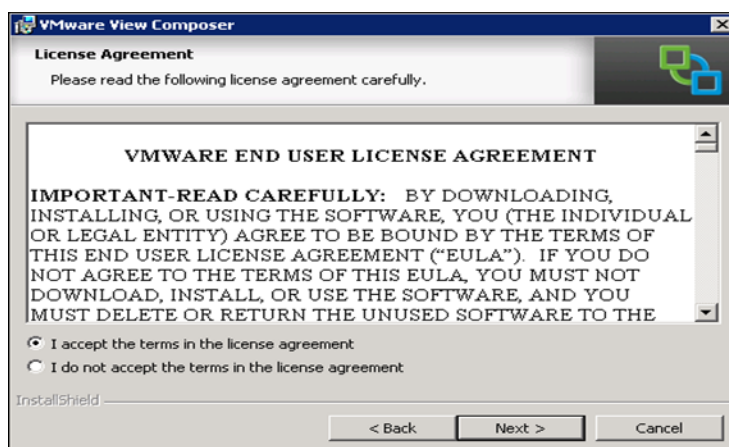 VMware View Composer
License Agreement
Please read the following license agreement carefully.
VMWARE END USER LICENSE AGREEMENT
IMPORTANT-READ CAREFULLY: BY DOWNLOADING,
INSTALLING, OR USING THE SOFTWARE, YOU (THE INDIVIDUAL
OR LEGAL ENTITY) AGREE TO BE BOUND BY THE TERMS OF
THIS END USER LICENSE AGREEMENT (“EULA”). IF YOU DO
NOT AGREE TO THE TERMS OF THIS EULA, YOU MUST NOT
DOWNLOAD, INSTALL, OR USE THE SOFTWARE, AND YOU
MUST DELETE OR RETURN THE UNUSED SOFTWARE TO THE
I accept the terms in the license agreement
I do not accept the terms in the license agreement
InstallShield
< Back Next > Cancel